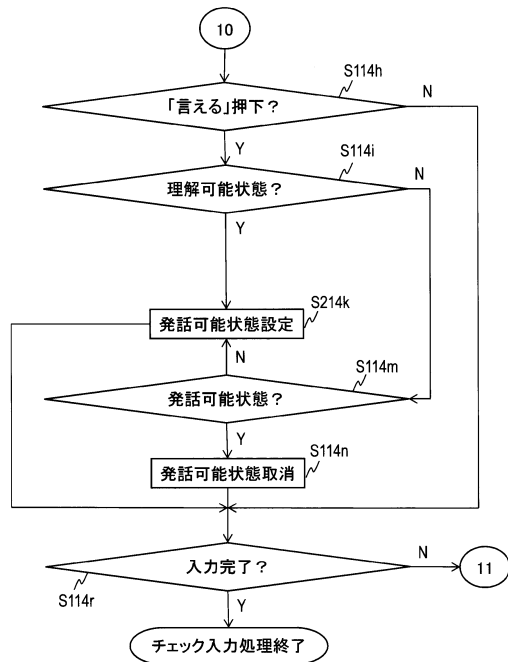 10
S114h
「言える」押下？
N
Y
S114i
理解可能状態？
N
Y
S214k
発話可能状態設定
N
S114m
発話可能状態？
Y
S114n
発話可能状態取消
入力完了？
N
11
S114r
Y
チェック入力処理終了